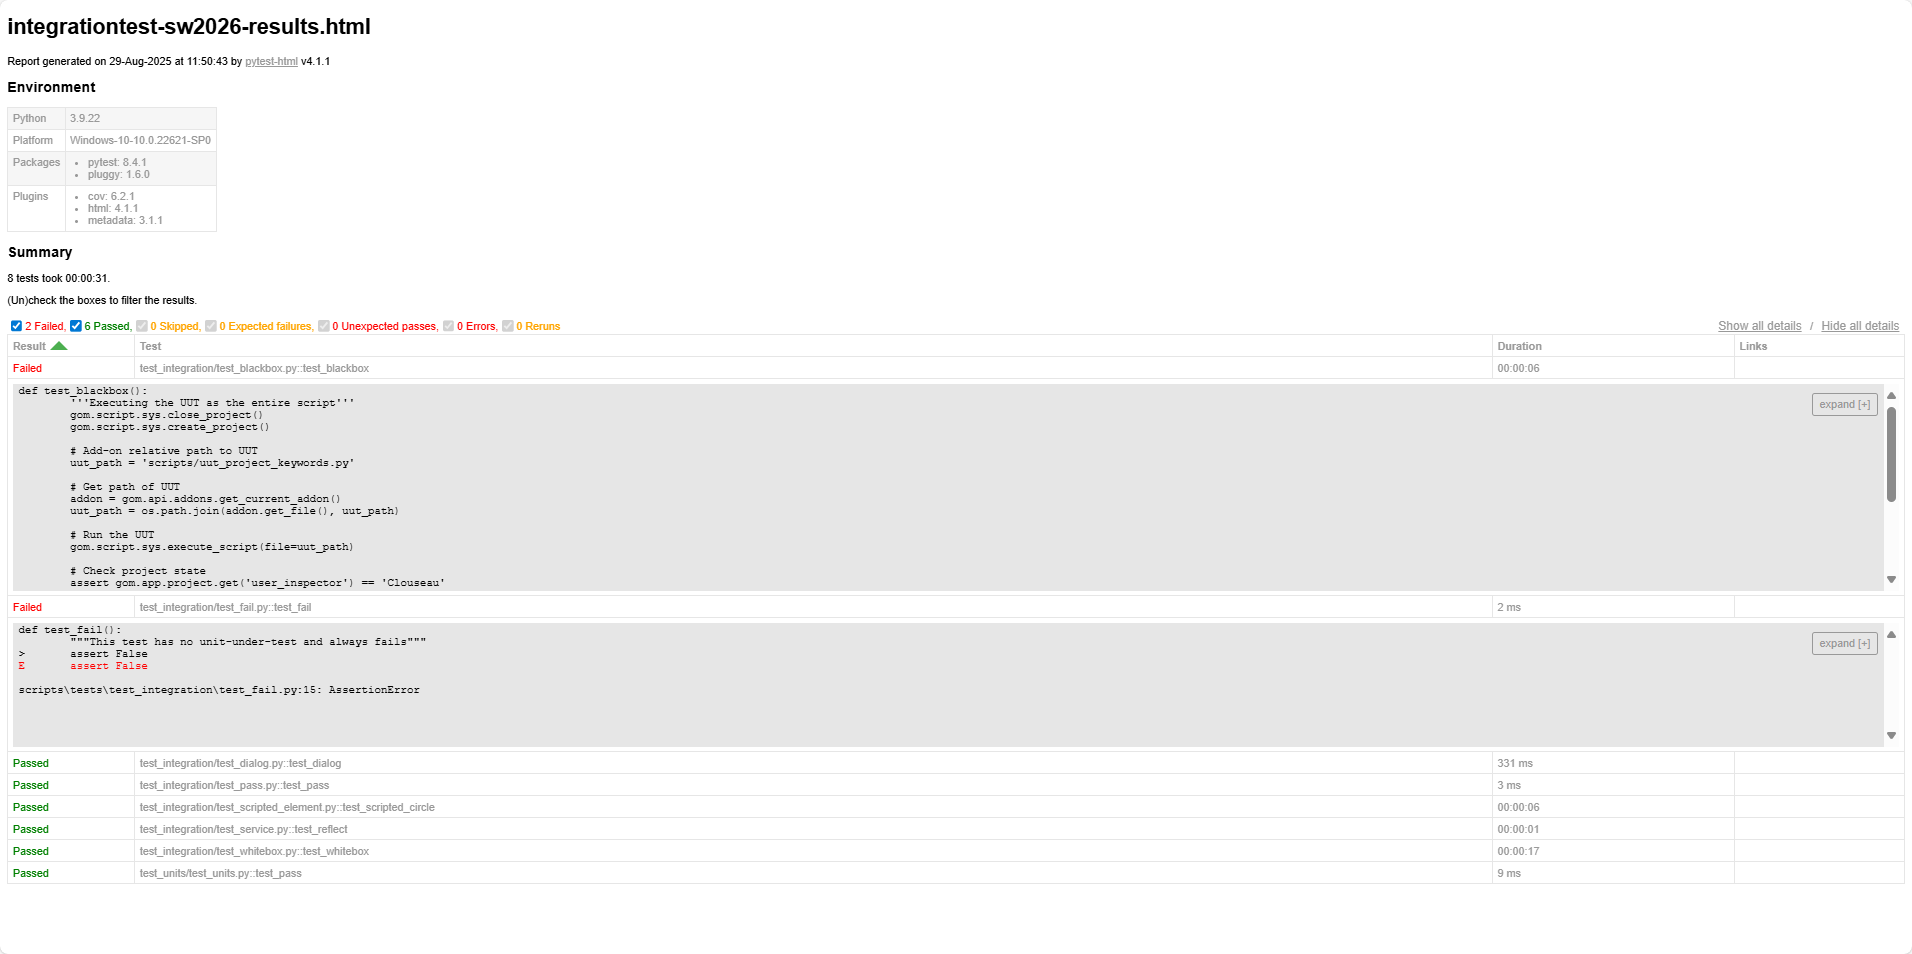 integrationtest-sw2026-results.html
Report generated on 29-Aug-2025 at 11:50:43 by pytest-html v4.1.1
Environment
Python 3.9.22
Platform Windows-10-10.0.22621-SP0
Packages
pytest: 8.4.1
pluggy: 1.6.0
Plugins
cov: 6.2.1
html: 4.1.1
metadata: 3.1.1
Summary
8 tests took 00:00:31.
(Un)check the boxes to filter the results.
2 Failed, 6 Passed, 0 Skipped, 0 Expected failures, 0 Unexpected passes, 0 Errors, 0 Reruns Show all details / Hide all details
Result Test Duration Links
Failed test_integration/test_blackbox.py::test_blackbox 00:00:06
expand [+]
def test_blackbox():
'''Executing the UUT as the entire script'''
gom.script.sys.close_project()
gom.script.sys.create_project()
# Add-on relative path to UUT
uut_path = 'scripts/uut_project_keywords.py'
# Get path of UUT
addon = gom.api.addons.get_current_addon()
uut_path = os.path.join(addon.get_file(), uut_path)
# Run the UUT
gom.script.sys.execute_script(file=uut_path)
# Check project state
assert gom.app.project.get('user_inspector') == 'Clouseau'
Failed test_integration/test_fail.py::test_fail 2 ms
expand [+]
def test_fail():
"""This test has no unit-under-test and always fails"""
> assert False
E assert False
scripts\tests\test_integration\test_fail.py:15: AssertionError
Passed test_integration/test_dialog.py::test_dialog 331 ms
Passed test_integration/test_pass.py::test_pass 3 ms
Passed test_integration/test_scripted_element.py::test_scripted_circle 00:00:06
Passed test_integration/test_service.py::test_reflect 00:00:01
Passed test_integration/test_whitebox.py::test_whitebox 00:00:17
Passed test_units/test_units.py::test_pass 9 ms